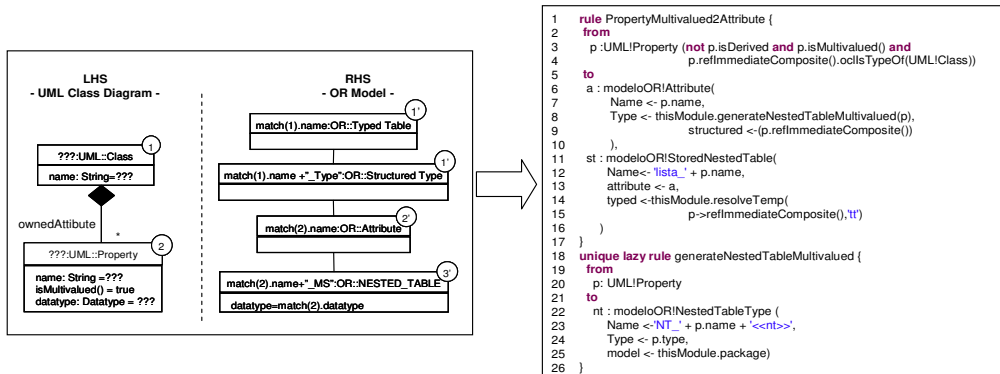 LHS
- UML Class Diagram -
1
???:UML::Class
name: String=???
ownedAttibute
*
2
???:UML::Property
name: String =???
isMultivalued() = true
datatype: Datatype = ???
RHS
- OR Model -
1'
match(1).name:OR::Typed Table
1'
match(1).name +"_Type":OR::Structured Type
2'
match(2).name:OR::Attribute
3'
match(2).name+"_MS":OR::NESTED_TABLE
datatype=match(2).datatype
1 rule PropertyMultivalued2Attribute {
2 from
3 p :UML!Property (not p.isDerived and p.isMultivalued() and
4 p.refImmediateComposite().oclIsTypeOf(UML!Class))
5 to
6 a : modeloOR!Attribute(
7 Name <- p.name,
8 Type <- thisModule.generateNestedTableMultivalued(p),
9 structured <-(p.refImmediateComposite())
10 ),
11 st : modeloOR!StoredNestedTable(
12 Name<- 'lista_' + p.name,
13 attribute <- a,
14 typed <-thisModule.resolveTemp(
15 p->refImmediateComposite(),'tt')
16 )
17 }
18 unique lazy rule generateNestedTableMultivalued {
19 from
20 p: UML!Property
21 to
22 nt : modeloOR!NestedTableType (
23 Name <-'NT_' + p.name + '<<nt>>',
24 Type <- p.type,
25 model <- thisModule.package)
26 }